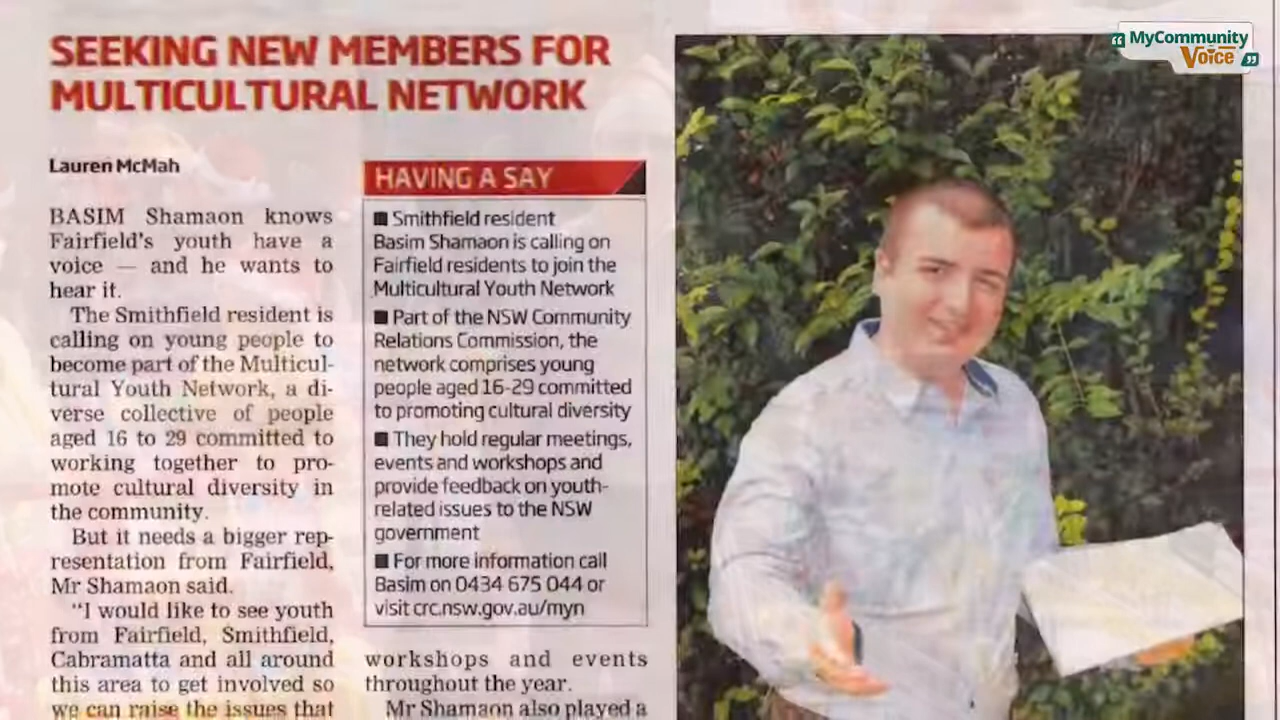 SEEKING NEW MEMBERS FOR
MULTICULTURAL NETWORK
Lauren McMah
BASIM Shamaon knows
Fairfield's youth have a
voice — and he wants to
hear it.
The Smithfield resident is
calling on young people to
become part of the Multicul-
tural Youth Network, a di-
verse collective of people
aged 16 to 29 committed to
working together to pro-
mote cultural diversity in
the community.
But it needs a bigger rep-
resentation from Fairfield,
Mr Shamaon said.
"I would like to see youth
from Fairfield, Smithfield,
Cabramatta and all around
this area to get involved so
we can raise the issues that
HAVING A SAY
■ Smithfield resident
Basim Shamaon is calling on
Fairfield residents to join the
Multicultural Youth Network
■ Part of the NSW Community
Relations Commission, the
network comprises young
people aged 16-29 committed
to promoting cultural diversity
■ They hold regular meetings,
events and workshops and
provide feedback on youth-
related issues to the NSW
government
■ For more information call
Basim on 0434 675 044 or
visit crc.nsw.gov.au/myn
workshops and events
throughout the year.
Mr Shamaon also played a
MyCommunity
Voice